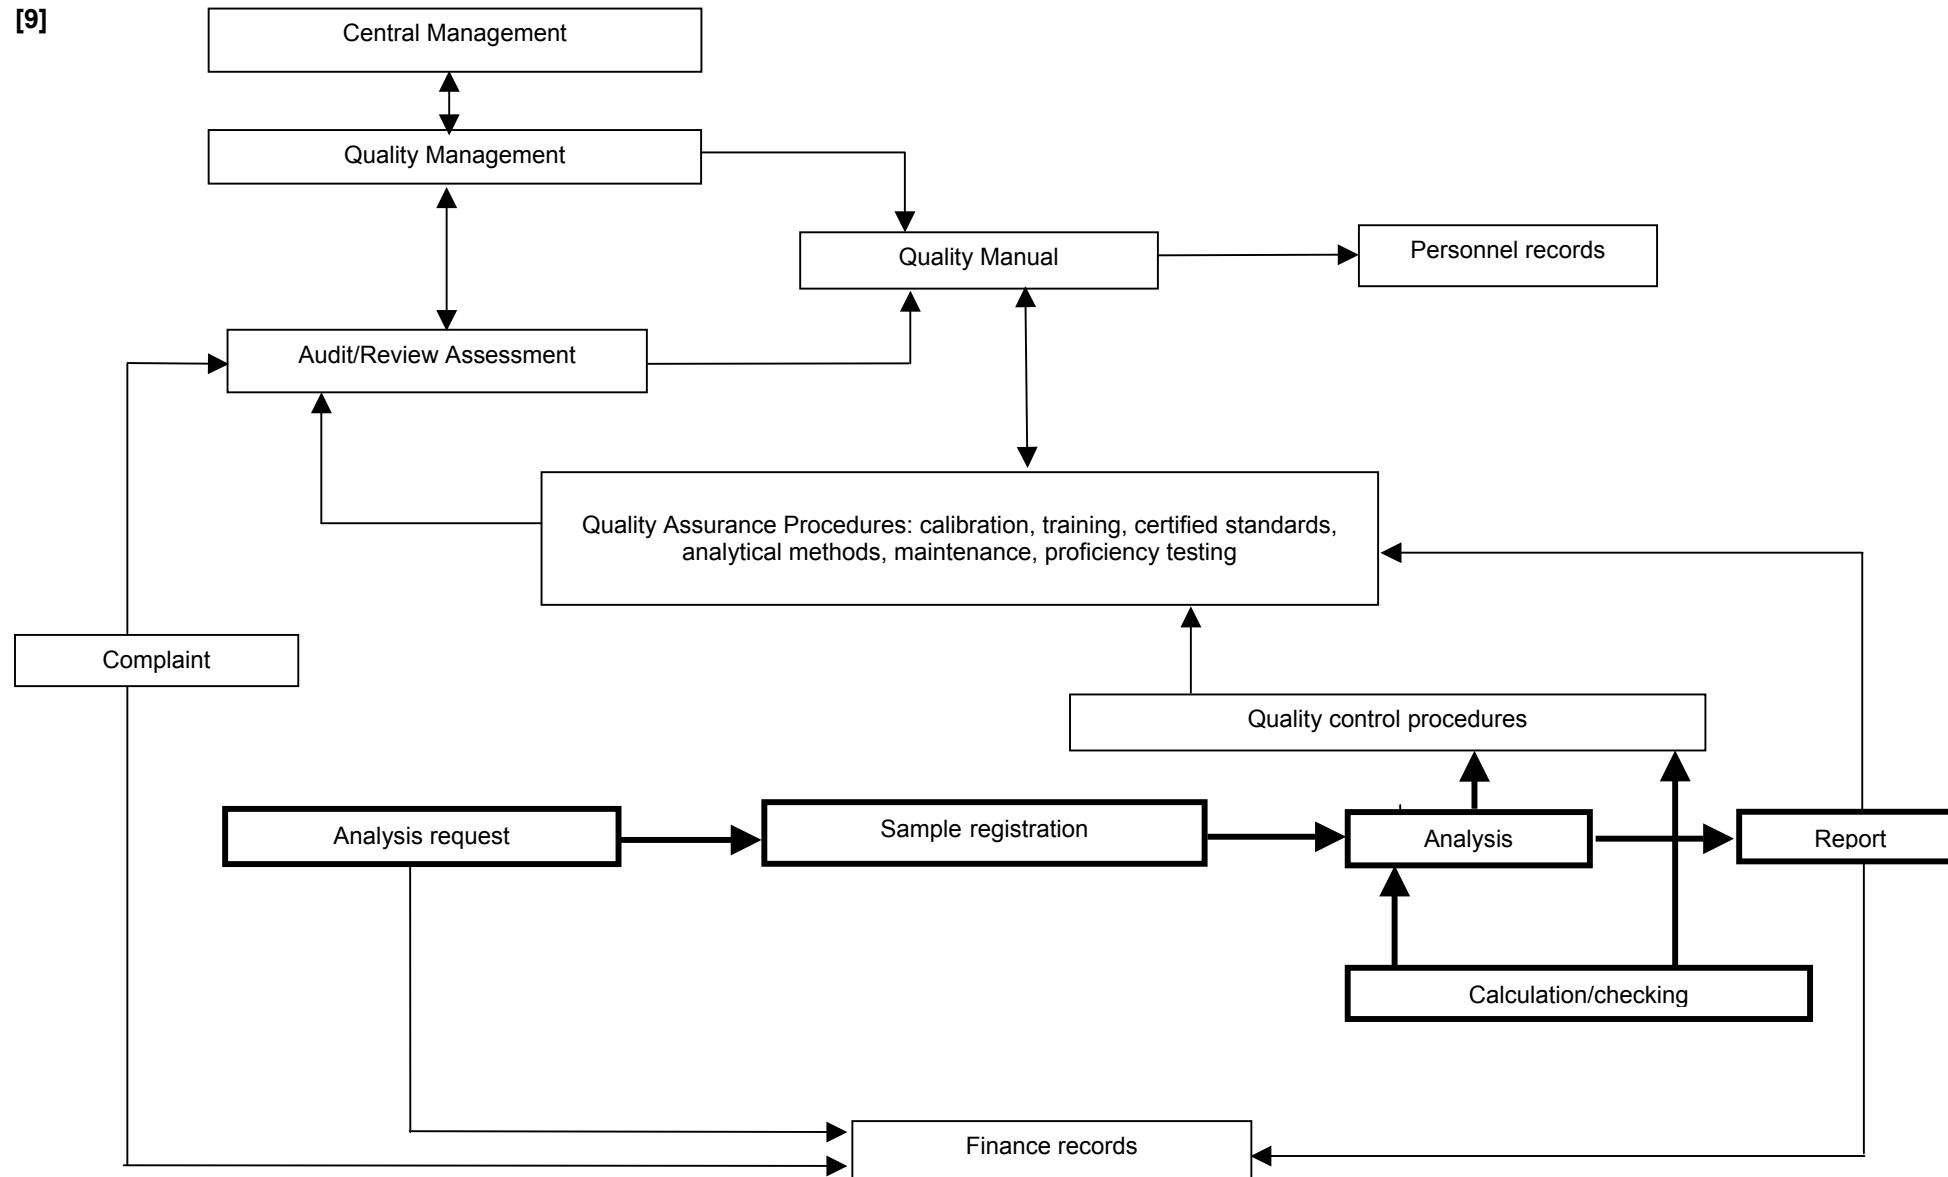 [9]
Central Management
Quality Management
Quality Manual
Personnel records
Audit/Review Assessment
Quality Assurance Procedures: calibration, training, certified standards,
analytical methods, maintenance, proficiency testing
Complaint
Quality control procedures
Analysis request
Sample registration
Analysis
Report
Calculation/checking
Finance records